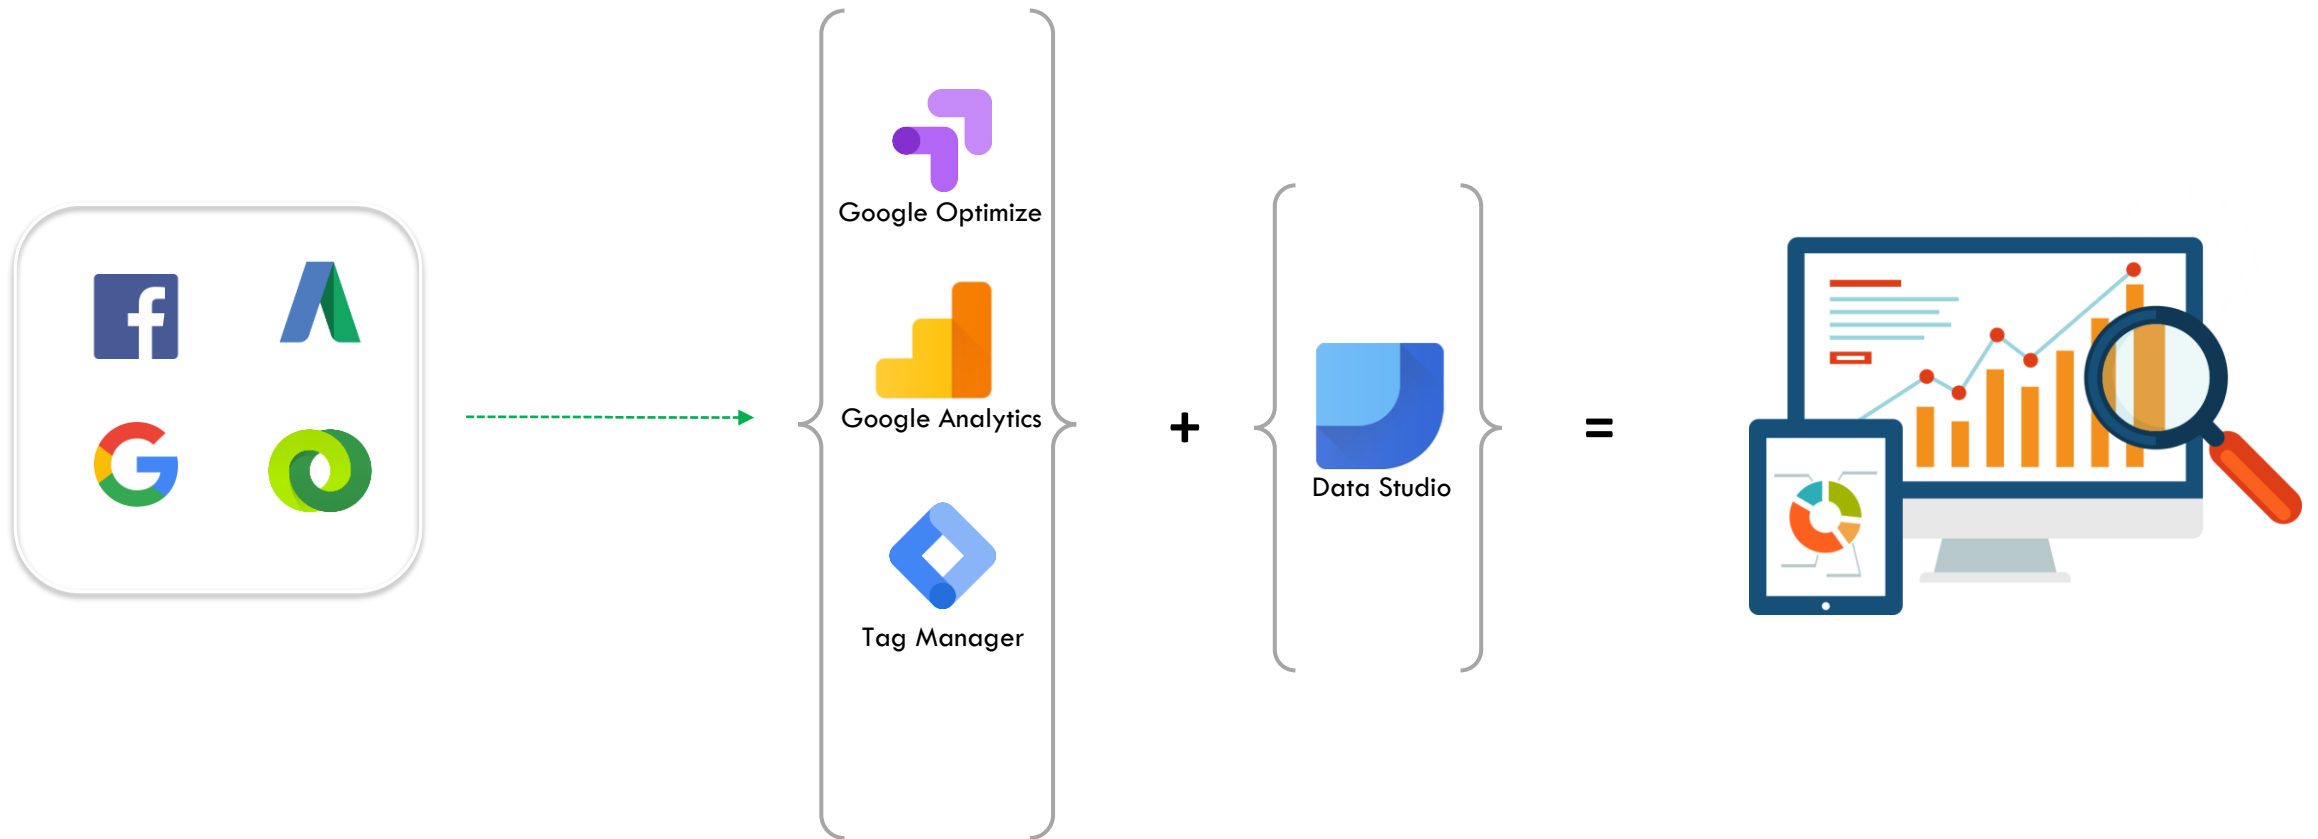 Google Optimize
Google Analytics
Tag Manager
+
Data Studio
=